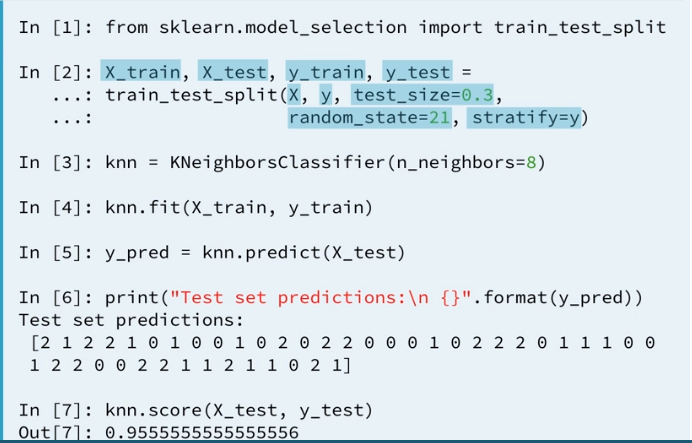 In [1]: from sklearn.model_selection import train_test_split
In [2]: X_train, X_test, y_train, y_test =
...: train_test_split(X, y, test_size=0.3,
...: random_state=21, stratify=y)
In [3]: knn = KNeighborsClassifier(n_neighbors=8)
In [4]: knn.fit(X_train, y_train)
In [5]: y_pred = knn.predict(X_test)
In [6]: print("Test set predictions:\n {}".format(y_pred))
Test set predictions:
[2 1 2 2 1 0 1 0 0 1 0 2 0 2 2 0 0 0 1 0 2 2 2 0 1 1 1 0 0
1 2 2 0 0 2 2 1 1 2 1 1 0 2 1]
In [7]: knn.score(X_test, y_test)
Out[7]: 0.9555555555555556